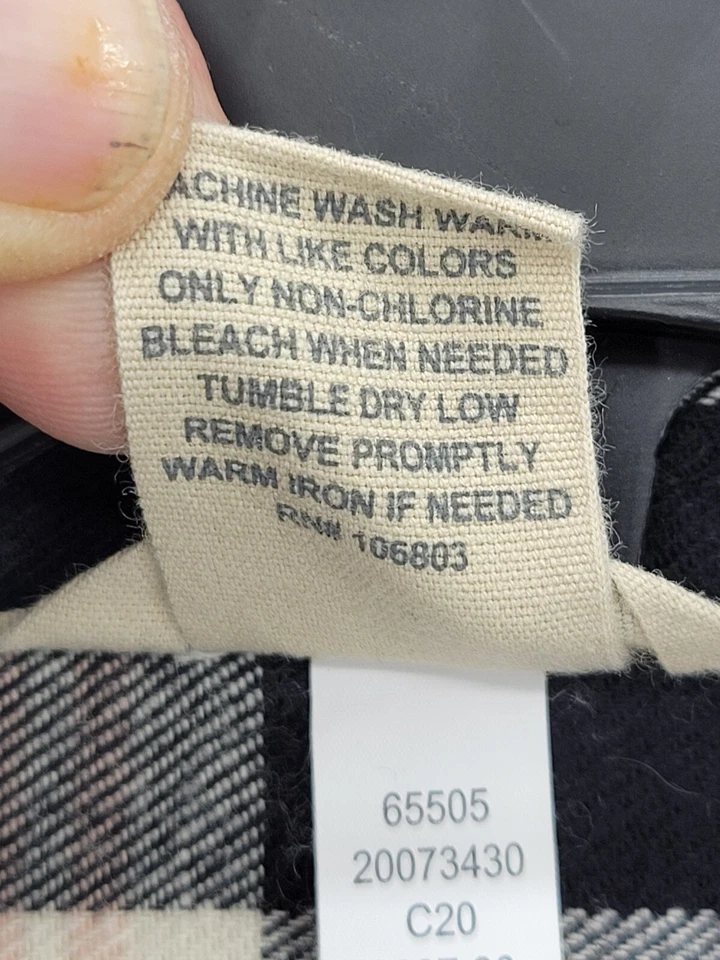 ACHINE WASH WARM
WITH LIKE COLORS
ONLY NON-CHLORINE
BLEACH WHEN NEEDED
TUMBLE DRY LOW
REMOVE PROMPTLY
WARM IRON IF NEEDED
RN# 106803
65505
20073430
C20